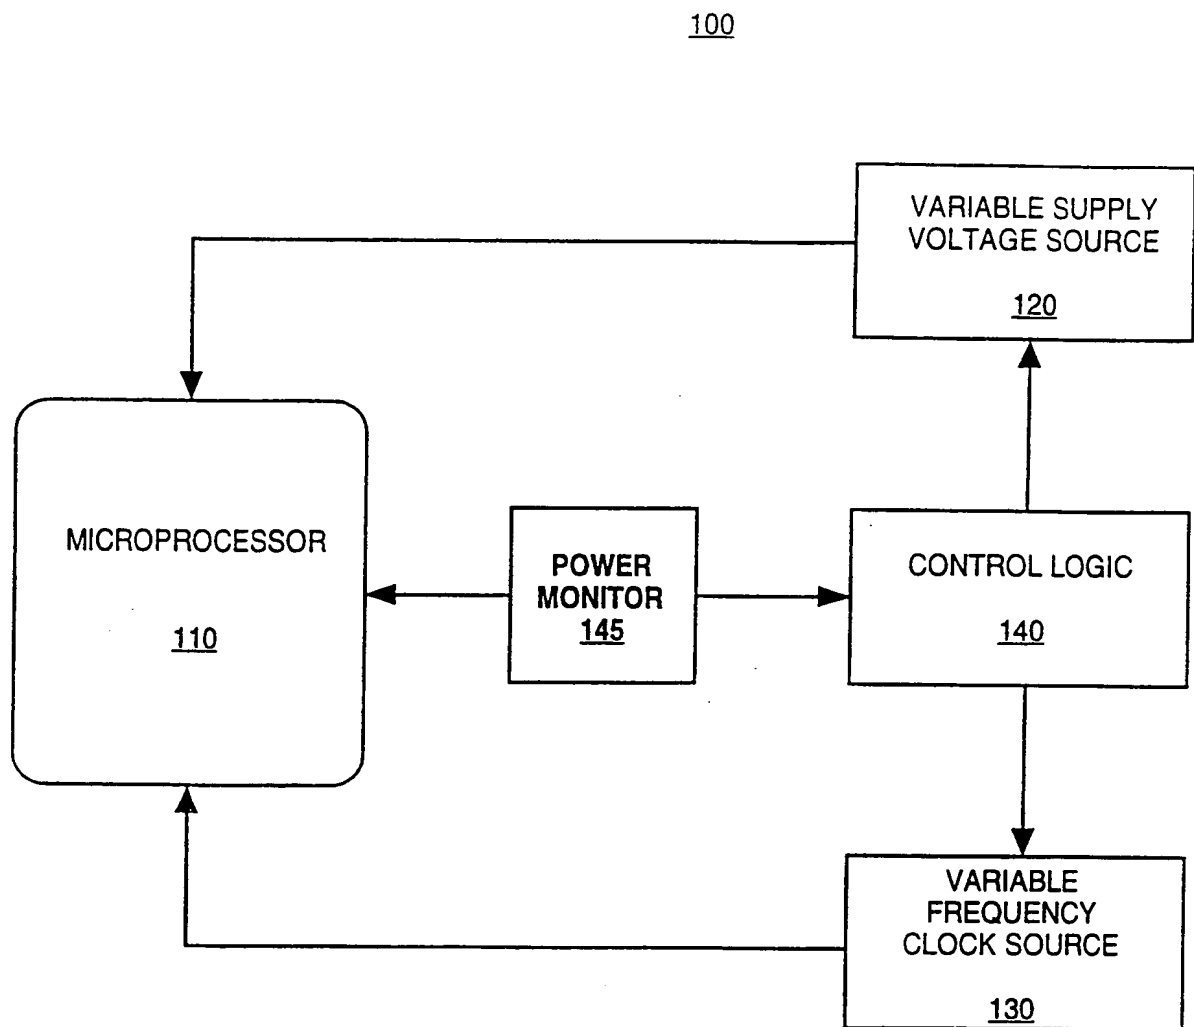 100
VARIABLE SUPPLY
VOLTAGE SOURCE
120
MICROPROCESSOR
110
POWER
MONITOR
145
CONTROL LOGIC
140
VARIABLE
FREQUENCY
CLOCK SOURCE
130